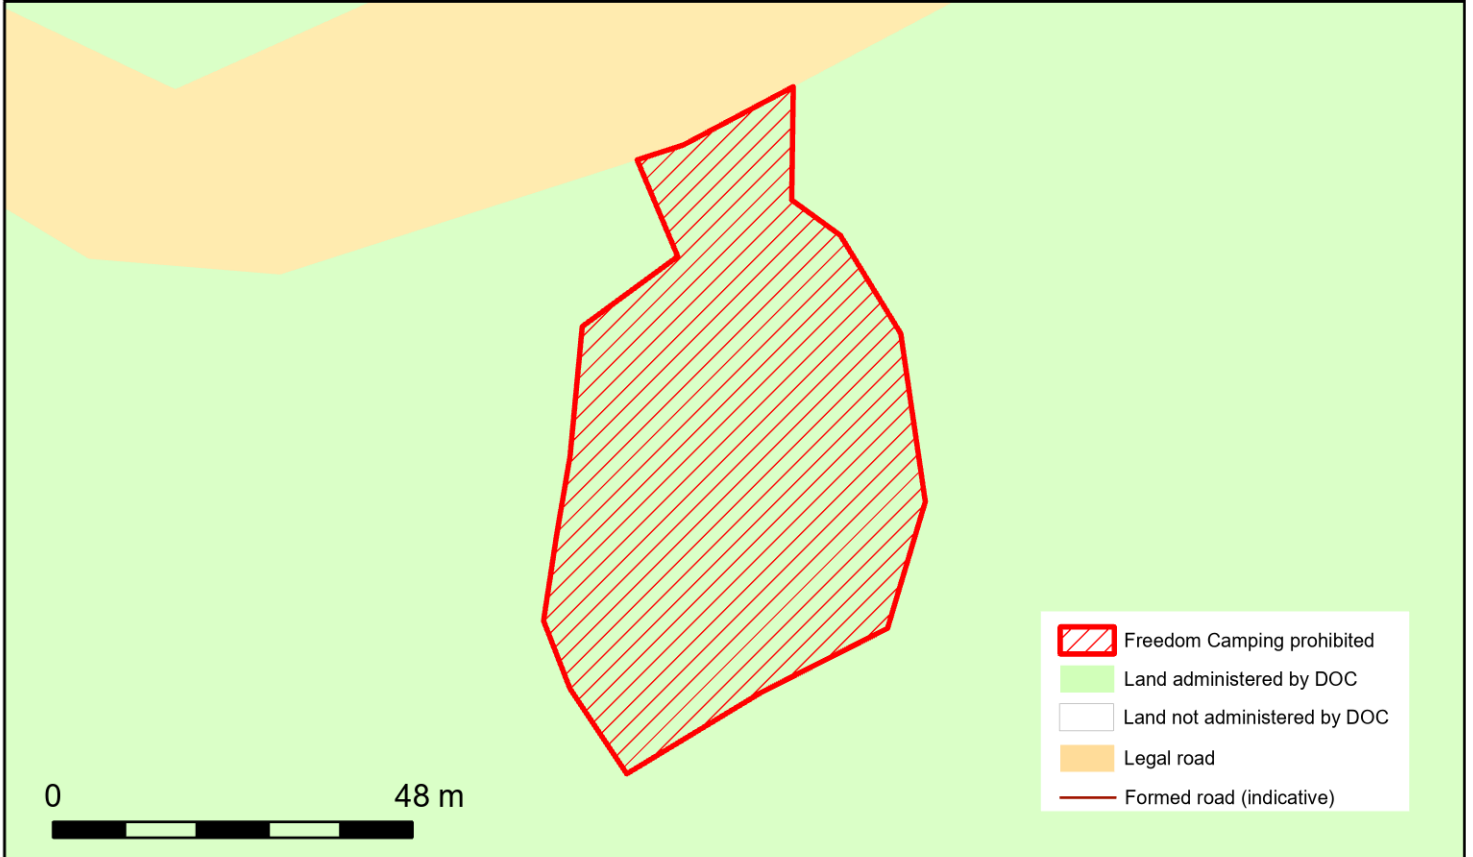 Freedom Camping prohibited
Land administered by DOC
Land not administered by DOC
Legal road
Formed road (indicative)
0 48 m